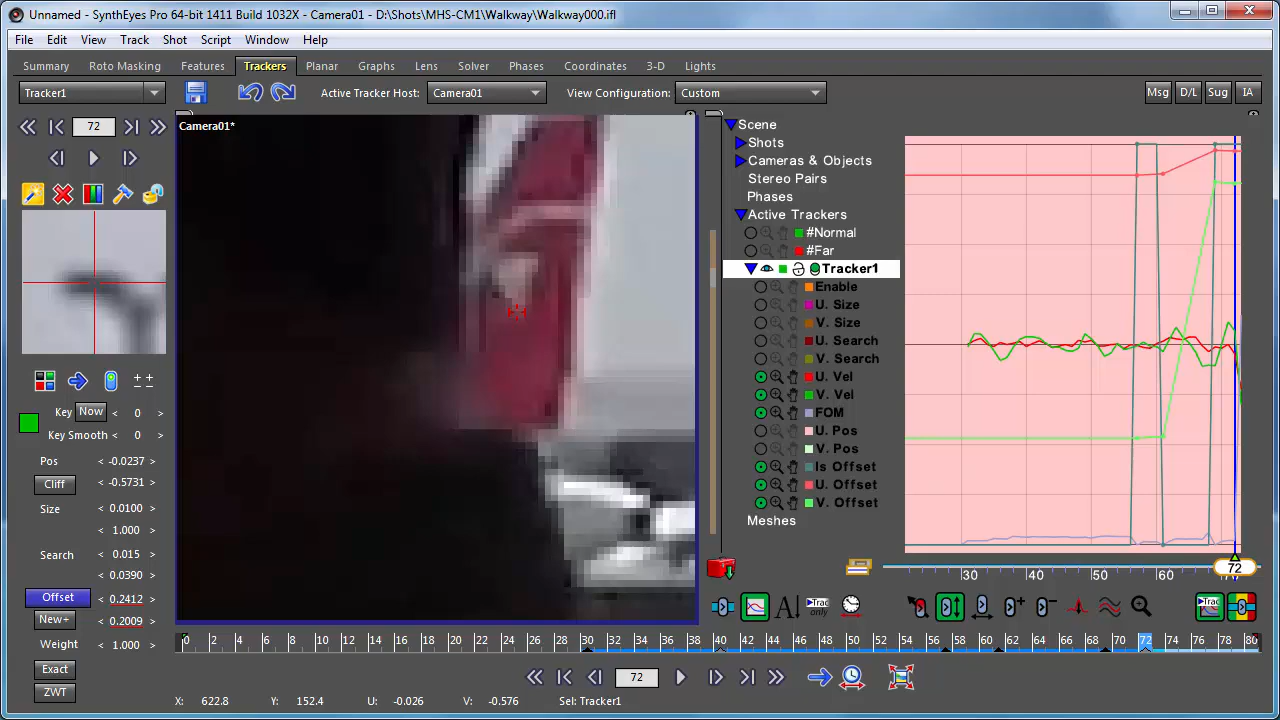 Unnamed - SynthEyes Pro 64-bit 1411 Build 1032X - Camera01 - D:\Shots\MHS-CM1\Walkway\Walkway000.ifl
File Edit View Track Shot Script Window Help
Summary Roto Masking Features Trackers Planar Graphs Lens Solver Phases Coordinates 3-D Lights
Tracker1 Active Tracker Host: Camera01 View Configuration: Custom Msg D/L Sug IA
72
Camera01*
Key Now < 0 >
Key Smooth < 0 >
Pos < -0.0237 >
Cliff < -0.5731 >
Size < 0.0100 >
< 1.000 >
Search < 0.015 >
< 0.0390 >
Offset < 0.2412 >
New+ < 0.2009 >
Weight < 1.000 >
Exact
ZWT
Scene
Shots
Cameras & Objects
Stereo Pairs
Phases
Active Trackers
#Normal
#Far
Tracker1
Enable
U. Size
V. Size
U. Search
V. Search
U. Vel
V. Vel
FOM
U. Pos
V. Pos
Is Offset
U. Offset
V. Offset
Meshes
30 40 50 60 72
A Trac only Trac
0 2 4 6 8 10 12 14 16 18 20 22 24 26 28 30 32 34 36 38 40 42 44 46 48 50 52 54 56 58 60 62 64 66 68 70 72 74 76 78 80
72
X: 622.8 Y: 152.4 U: -0.026 V: -0.576 Sel: Tracker1